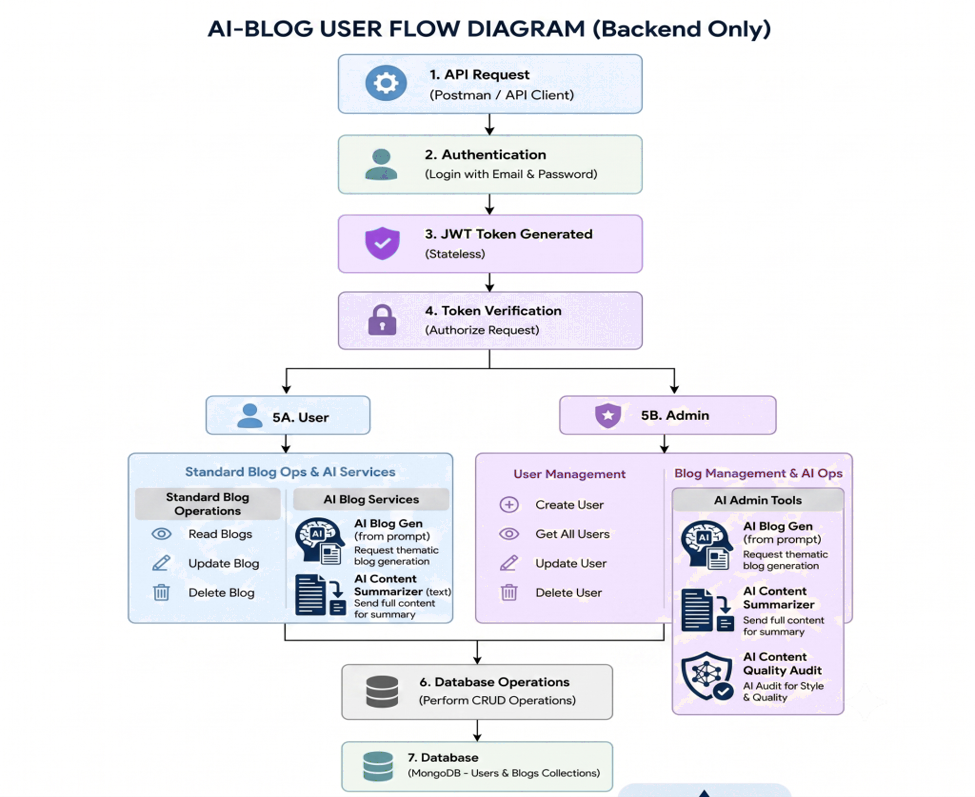 AI-BLOG USER FLOW DIAGRAM (Backend Only)
1. API Request
(Postman / API Client)
2. Authentication
(Login with Email & Password)
3. JWT Token Generated
(Stateless)
4. Token Verification
(Authorize Request)
5A. User
5B. Admin
Standard Blog Ops & AI Services
Standard Blog
Operations
Read Blogs
Update Blog
Delete Blog
AI Blog Services
AI
AI Blog Gen
(from prompt)
Request thematic
blog generation
AI Content
Summarizer (text)
Send full content
for summary
User Management
Create User
Get All Users
Update User
Delete User
Blog Management & AI Ops
AI Admin Tools
AI
AI Blog Gen
(from prompt)
Request thematic
blog generation
AI Content
Summarizer
Send full content
for summary
AI Content
Quality Audit
AI Audit for Style
& Quality
6. Database Operations
(Perform CRUD Operations)
7. Database
(MongoDB - Users & Blogs Collections)